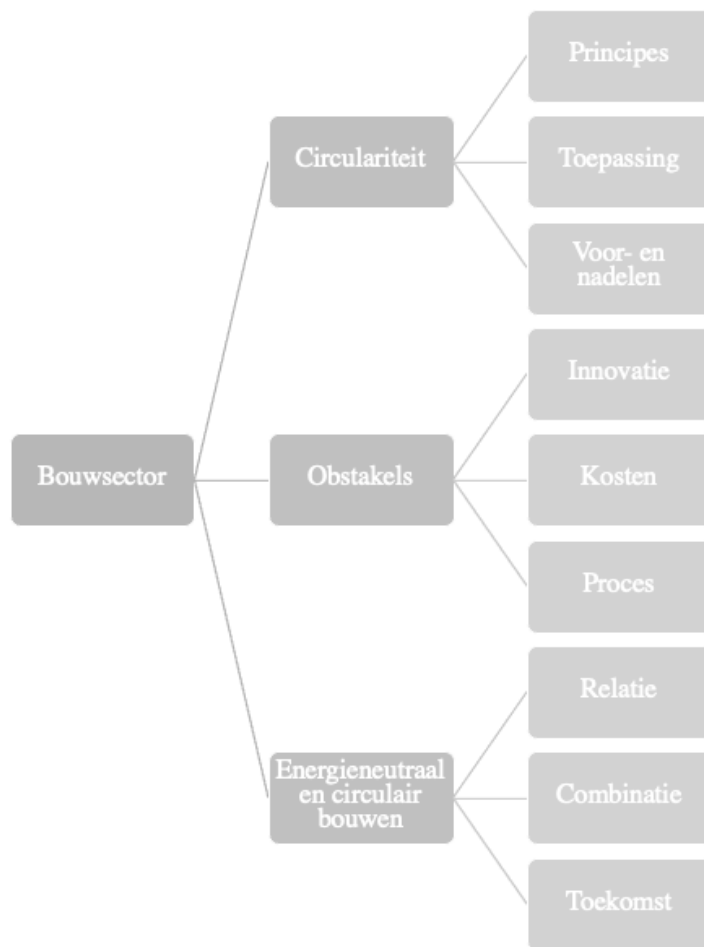 Principes
Circulariteit
Toepassing
Voor- en
nadelen
Innovatie
Bouwsector
Obstakels
Kosten
Proces
Relatie
Energieneutraal
en circulair
bouwen
Combinatie
Toekomst